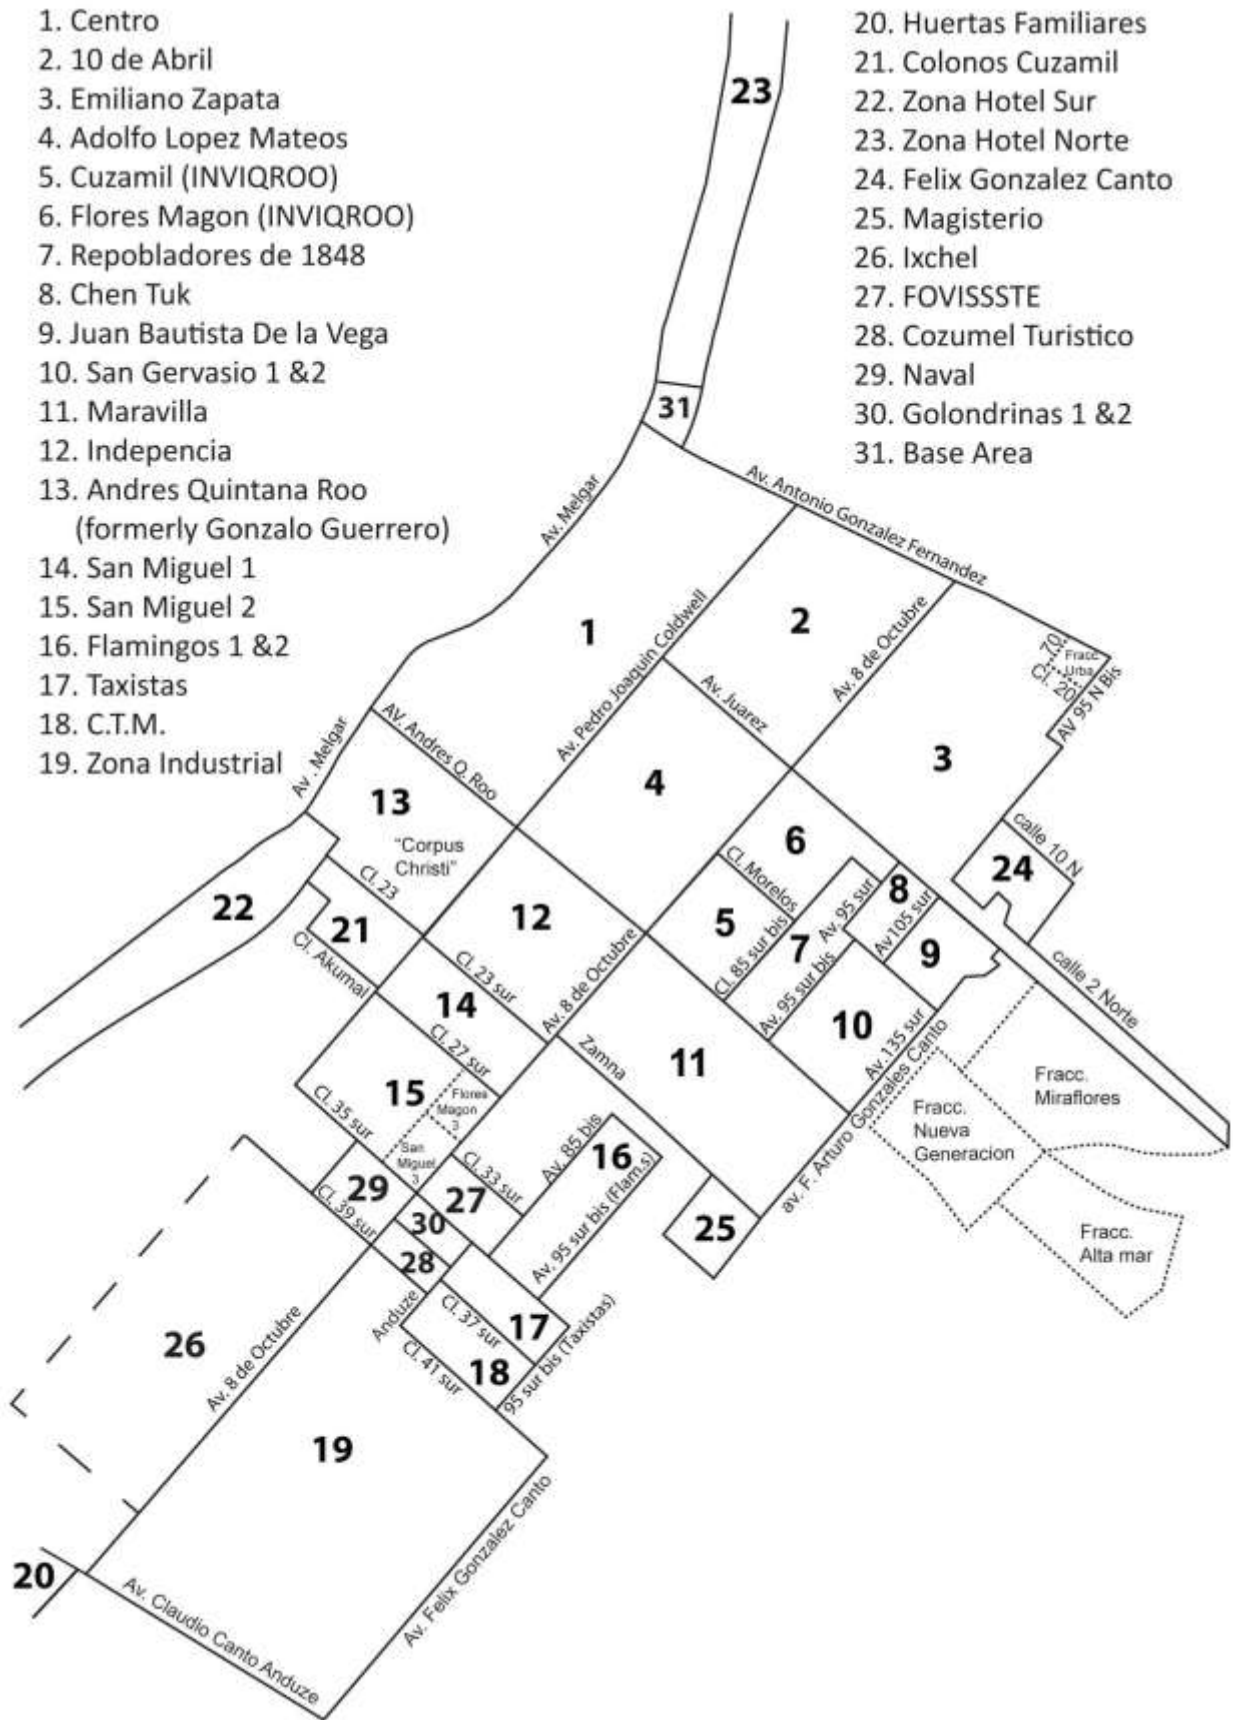 1. Centro
2. 10 de Abril
3. Emiliano Zapata
4. Adolfo Lopez Mateos
5. Cuzamil (INVIQROO)
6. Flores Magon (INVIQROO)
7. Repobladores de 1848
8. Chen Tuk
9. Juan Bautista De la Vega
10. San Gervasio 1 &2
11. Maravilla
12. Indepencia
13. Andres Quintana Roo
(formerly Gonzalo Guerrero)
14. San Miguel 1
15. San Miguel 2
16. Flamingos 1 &2
17. Taxistas
18. C.T.M.
19. Zona Industrial
20. Huertas Familiares
21. Colonos Cuzamil
22. Zona Hotel Sur
23. Zona Hotel Norte
24. Felix Gonzalez Canto
25. Magisterio
26. Ixchel
27. FOVISSSTE
28. Cozumel Turistico
29. Naval
30. Golondrinas 1 &2
31. Base Area
23
31
Av. Melgar
Av. Antonio Gonzalez Fernandez
1
2
Av. Pedro Joaquin Coldwell
Av. 8 de Octubre
70
Fracc.
Urba
Cl. 20
AV 95 N Bis
Av. Juarez
3
Av. Melgar
Av. Andres Q. Roo
4
13
"Corpus
Christi"
6
calle 10 N
24
Cl. Morelos
Cl. 23
8
22
21
12
5
7
Av. 95 sur
Av 105 sur
9
Cl. 85 sur bis
Av. 95 sur bis
calle 2 Norte
Cl. Akumal
Cl. 23 sur
Av. 8 de Octubre
14
10
Zamna
11
Av. 135 sur
av. F. Arturo Gonzales Canto
Cl. 27 sur
15
Flores
Magon
3
Fracc.
Miraflores
Fracc.
Nueva
Generacion
Cl. 35 sur
San
Miguel
3
Av. 85 bis
16
Cl. 33 sur
29
27
Av. 95 sur bis (Flam.s)
25
Cl. 39 sur
30
28
Fracc.
Alta mar
Anduze
Cl. 37 sur
17
26
Av. 8 de Octubre
Cl. 41 sur
18
95 sur bis (Taxistas)
19
20
Av. Claudio Canto Anduze
Av. Felix Gonzalez Canto